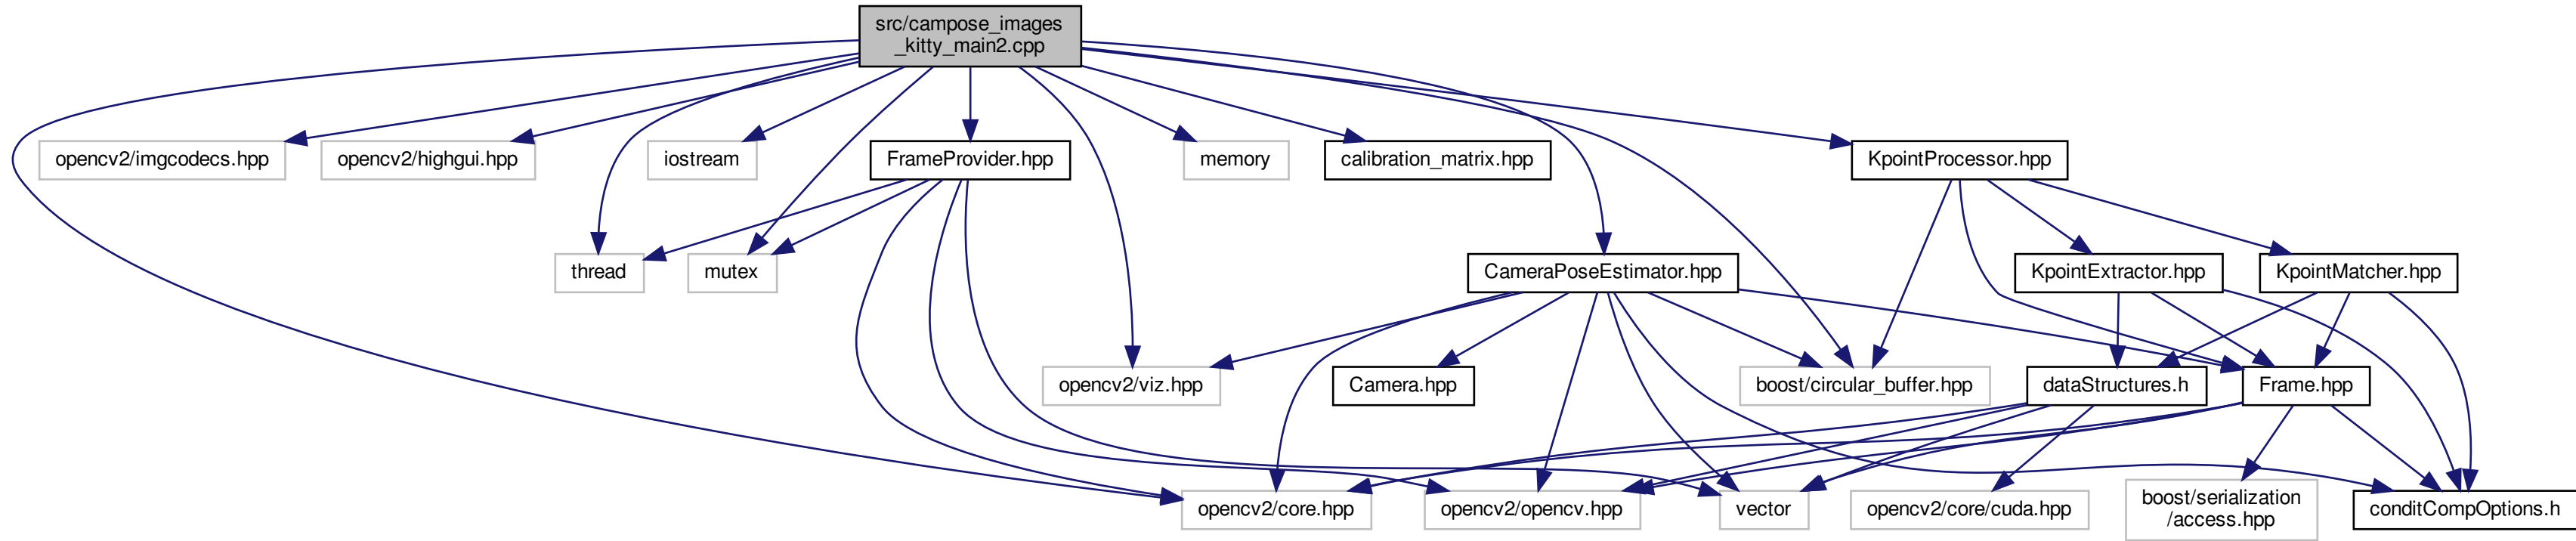 src/campose_images
_kitty_main2.cpp
opencv2/imgcodecs.hpp
opencv2/highgui.hpp
iostream
FrameProvider.hpp
memory
calibration_matrix.hpp
KpointProcessor.hpp
thread
mutex
CameraPoseEstimator.hpp
KpointExtractor.hpp
KpointMatcher.hpp
opencv2/viz.hpp
Camera.hpp
boost/circular_buffer.hpp
dataStructures.h
Frame.hpp
opencv2/core.hpp
opencv2/opencv.hpp
vector
opencv2/core/cuda.hpp
boost/serialization
/access.hpp
conditCompOptions.h